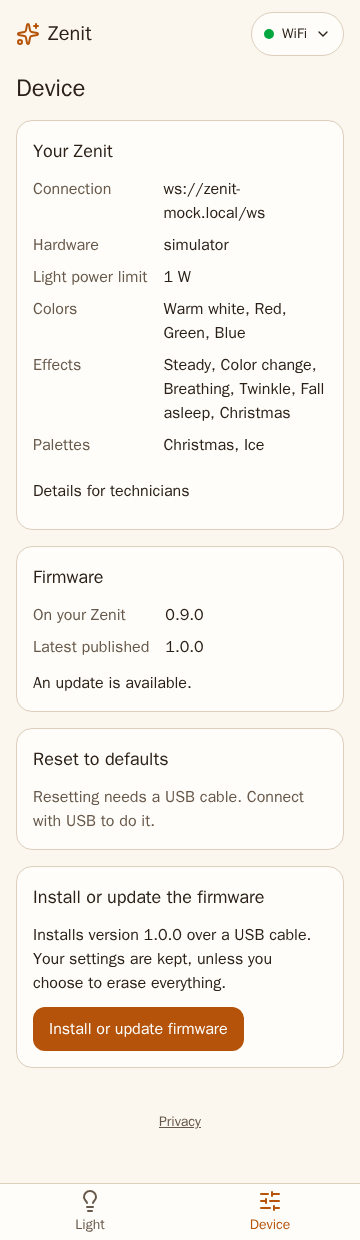 Zenit
WiFi
Device
Your Zenit
Connection
ws://zenit-
mock.local/ws
Hardware
simulator
Light power limit
1 W
Colors
Warm white, Red,
Green, Blue
Effects
Steady, Color change,
Breathing, Twinkle, Fall
asleep, Christmas
Palettes
Christmas, Ice
Details for technicians
Firmware
On your Zenit
0.9.0
Latest published
1.0.0
An update is available.
Reset to defaults
Resetting needs a USB cable. Connect
with USB to do it.
Install or update the firmware
Installs version 1.0.0 over a USB cable.
Your settings are kept, unless you
choose to erase everything.
Install or update firmware
Privacy
Light
Device